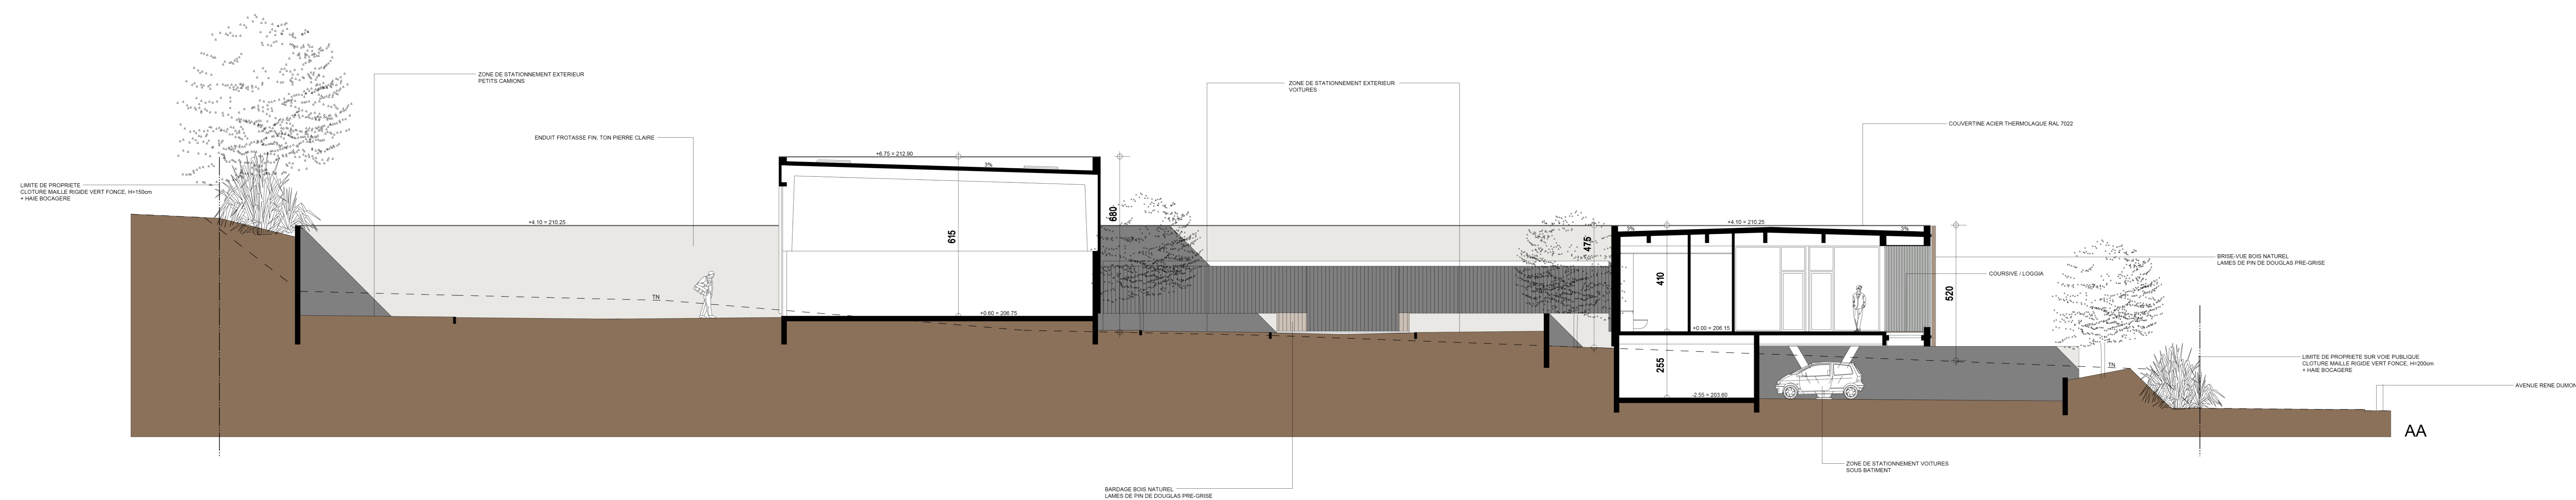 ZONE DE STATIONNEMENT EXTERIEUR
PETITS CAMIONS
ZONE DE STATIONNEMENT EXTERIEUR
VOITURES
COUVERTINE ACIER THERMOLAQUE RAL 7022
ENDUIT FROTASSE FIN, TON PIERRE CLAIRE
+6.75 = 212.90
3%
LIMITE DE PROPRIETE
CLOTURE MAILLE RIGIDE VERT FONCE, H=150cm
+ HAIE BOCAGERE
+4.10 = 210.25
680
615
+4.10 = 210.25
3%
3%
475
410
BRISE-VUE BOIS NATUREL
LAMES DE PIN DE DOUGLAS PRE-GRISE
COURSIVE / LOGGIA
520
TN
+0.60 = 206.75
+0.00 = 206.15
255
TN
LIMITE DE PROPRIETE SUR VOIE PUBLIQUE
CLOTURE MAILLE RIGIDE VERT FONCE, H=200cm
+ HAIE BOCAGERE
AVENUE RENE DUMON
-2.55 = 203.60
AA
ZONE DE STATIONNEMENT VOITURES
SOUS BATIMENT
BARDAGE BOIS NATUREL
LAMES DE PIN DE DOUGLAS PRE-GRISE